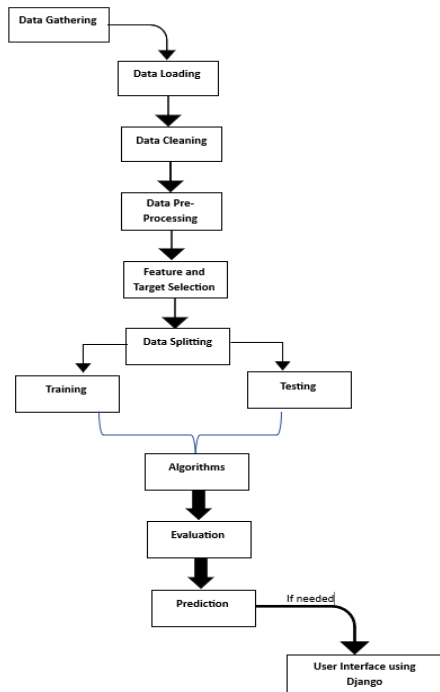 Data Gathering
Data Loading
Data Cleaning
Data Pre-
Processing
Feature and
Target Selection
Data Splitting
Training
Testing
Algorithms
Evaluation
Prediction
If needed
User Interface using
Django